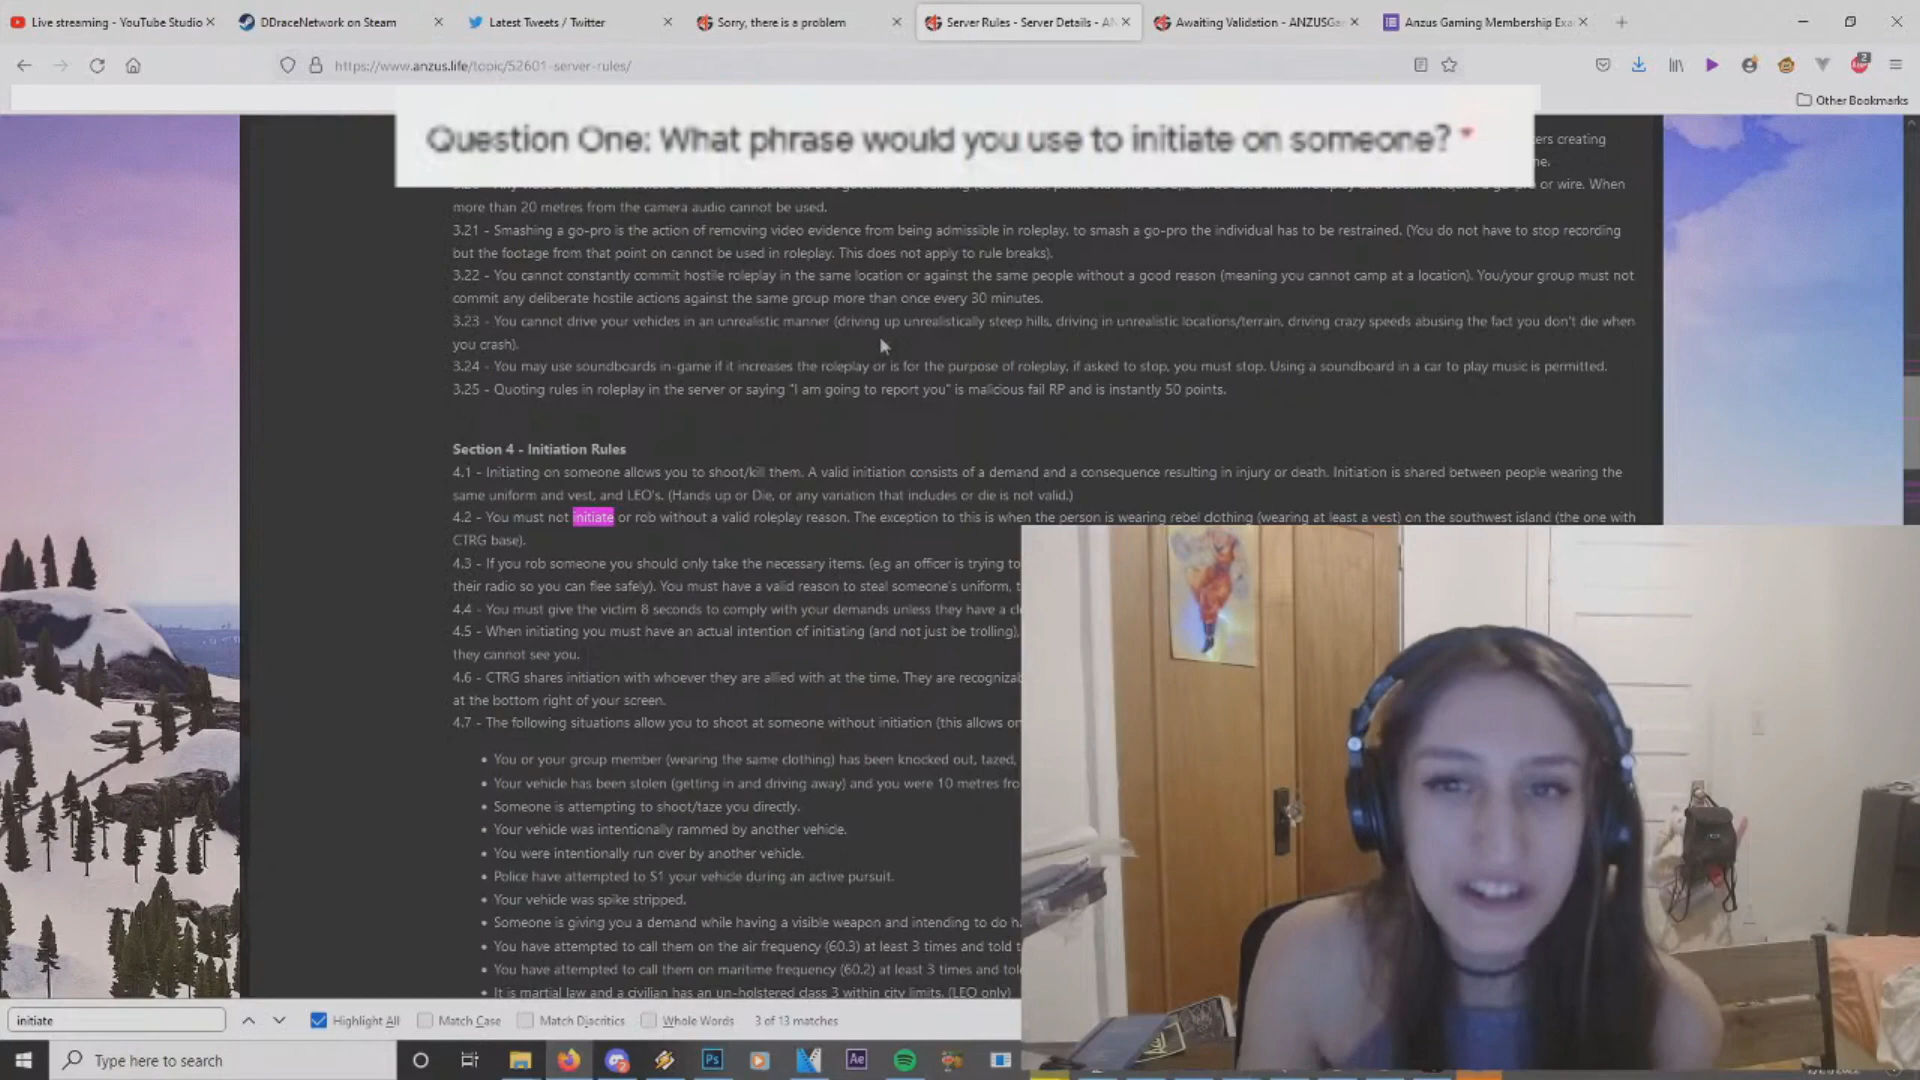 Live streaming - YouTube Studio
DDraceNetwork on Steam
Latest Tweets / Twitter
Sorry, there is a problem
Server Rules - Server Details - AN
Awaiting Validation - ANZUSGa
Anzus Gaming Membership Exa
https://www.anzus.life/topic/52601-server-rules/
Other Bookmarks
Question One: What phrase would you use to initiate on someone? *
ers creating
ne.
or wire. When
more than 20 metres from the camera audio cannot be used.
3.21 - Smashing a go-pro is the action of removing video evidence from being admissible in roleplay, to smash a go-pro the individual has to be restrained. (You do not have to stop recording
but the footage from that point on cannot be used in roleplay. This does not apply to rule breaks).
3.22 - You cannot constantly commit hostile roleplay in the same location or against the same people without a good reason (meaning you cannot camp at a location). You/your group must not
commit any deliberate hostile actions against the same group more than once every 30 minutes.
3.23 - You cannot drive your vehicles in an unrealistic manner (driving up unrealistically steep hills, driving in unrealistic locations/terrain, driving crazy speeds abusing the fact you don't die when
you crash).
3.24 - You may use soundboards in-game if it increases the roleplay or is for the purpose of roleplay, if asked to stop, you must stop. Using a soundboard in a car to play music is permitted.
3.25 - Quoting rules in roleplay in the server or saying "I am going to report you" is malicious fail RP and is instantly 50 points.
Section 4 - Initiation Rules
4.1 - Initiating on someone allows you to shoot/kill them. A valid initiation consists of a demand and a consequence resulting in injury or death. Initiation is shared between people wearing the
same uniform and vest, and LEO's. (Hands up or Die, or any variation that includes or die is not valid.)
4.2 - You must not initiate or rob without a valid roleplay reason. The exception to this is when the person is wearing rebel clothing (wearing at least a vest) on the southwest island (the one with
CTRG base).
4.3 - If you rob someone you should only take the necessary items. (e.g an officer is trying to
their radio so you can flee safely). You must have a valid reason to steal someone's uniform, t
4.4 - You must give the victim 8 seconds to comply with your demands unless they have a cl
4.5 - When initiating you must have an actual intention of initiating (and not just be trolling),
they cannot see you.
4.6 - CTRG shares initiation with whoever they are allied with at the time. They are recognizab
at the bottom right of your screen.
4.7 - The following situations allow you to shoot at someone without initiation (this allows on
• You or your group member (wearing the same clothing) has been knocked out, tazed,
• Your vehicle has been stolen (getting in and driving away) and you were 10 metres fro
• Someone is attempting to shoot/taze you directly.
• Your vehicle was intentionally rammed by another vehicle.
• You were intentionally run over by another vehicle.
• Police have attempted to S1 your vehicle during an active pursuit.
• Your vehicle was spike stripped.
• Someone is giving you a demand while having a visible weapon and intending to do ha
• You have attempted to call them on the air frequency (60.3) at least 3 times and told t
• You have attempted to call them on maritime frequency (60.2) at least 3 times and tol
• It is martial law and a civilian has an un-holstered class 3 within city limits. (LEO only)
initiate
Highlight All
Match Case
Match Diacritics
Whole Words
3 of 13 matches
Type here to search
Ps
Ae